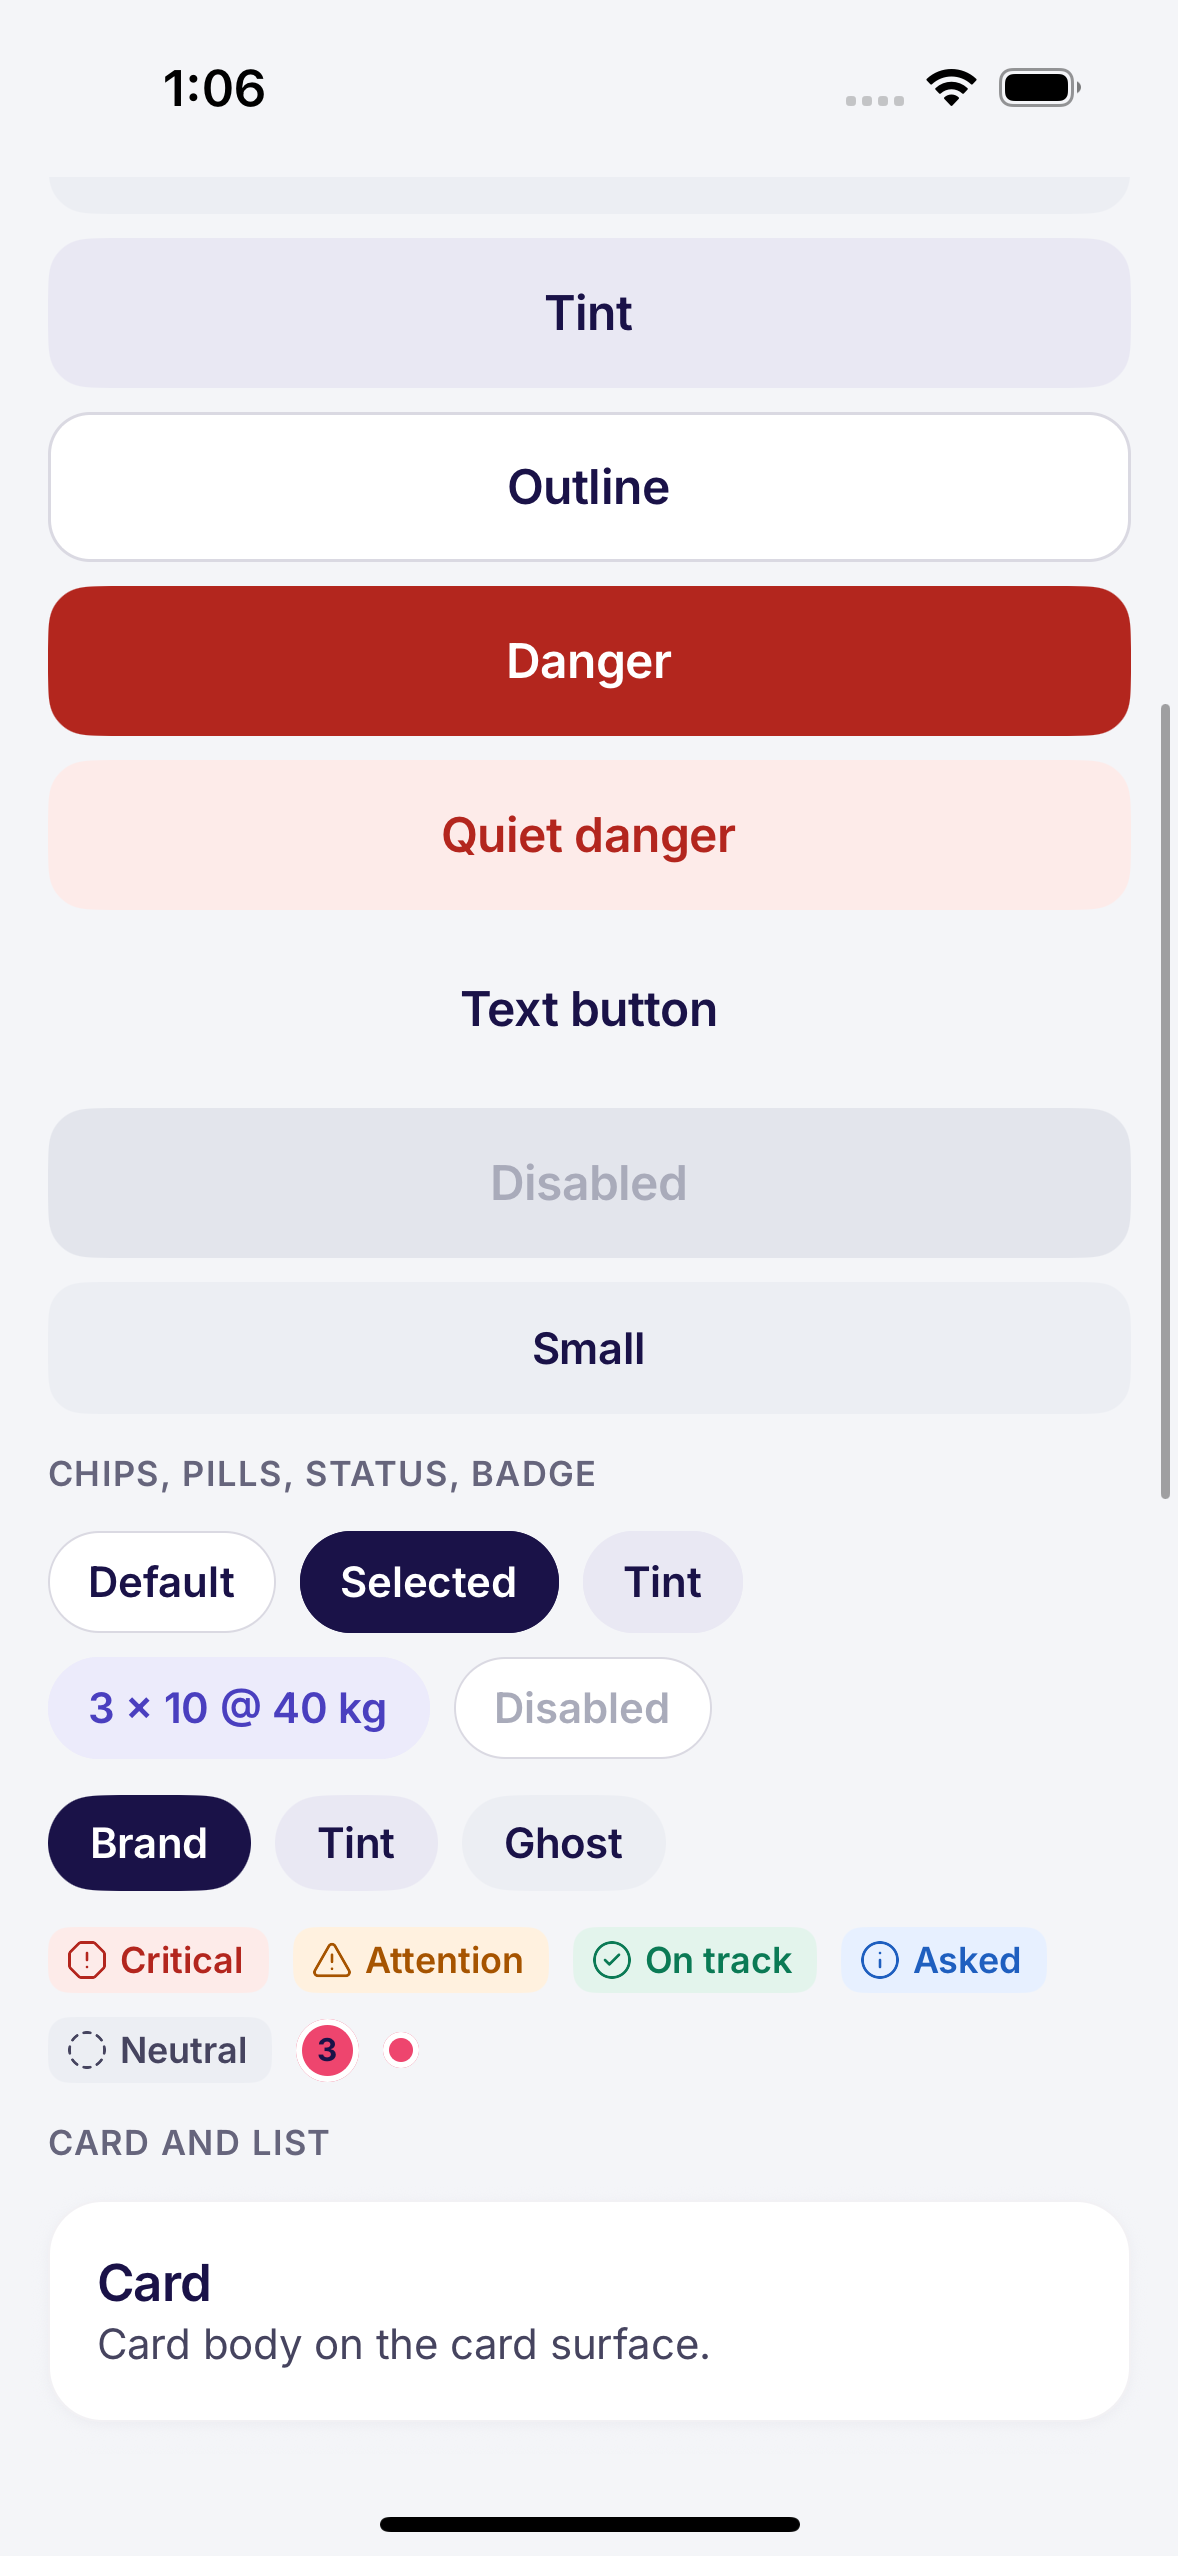 1:06
Tint
Outline
Danger
Quiet danger
Text button
Disabled
Small
CHIPS, PILLS, STATUS, BADGE
Default Selected Tint
3 × 10 @ 40 kg Disabled
Brand Tint Ghost
Critical Attention On track Asked
Neutral 3
CARD AND LIST
Card
Card body on the card surface.